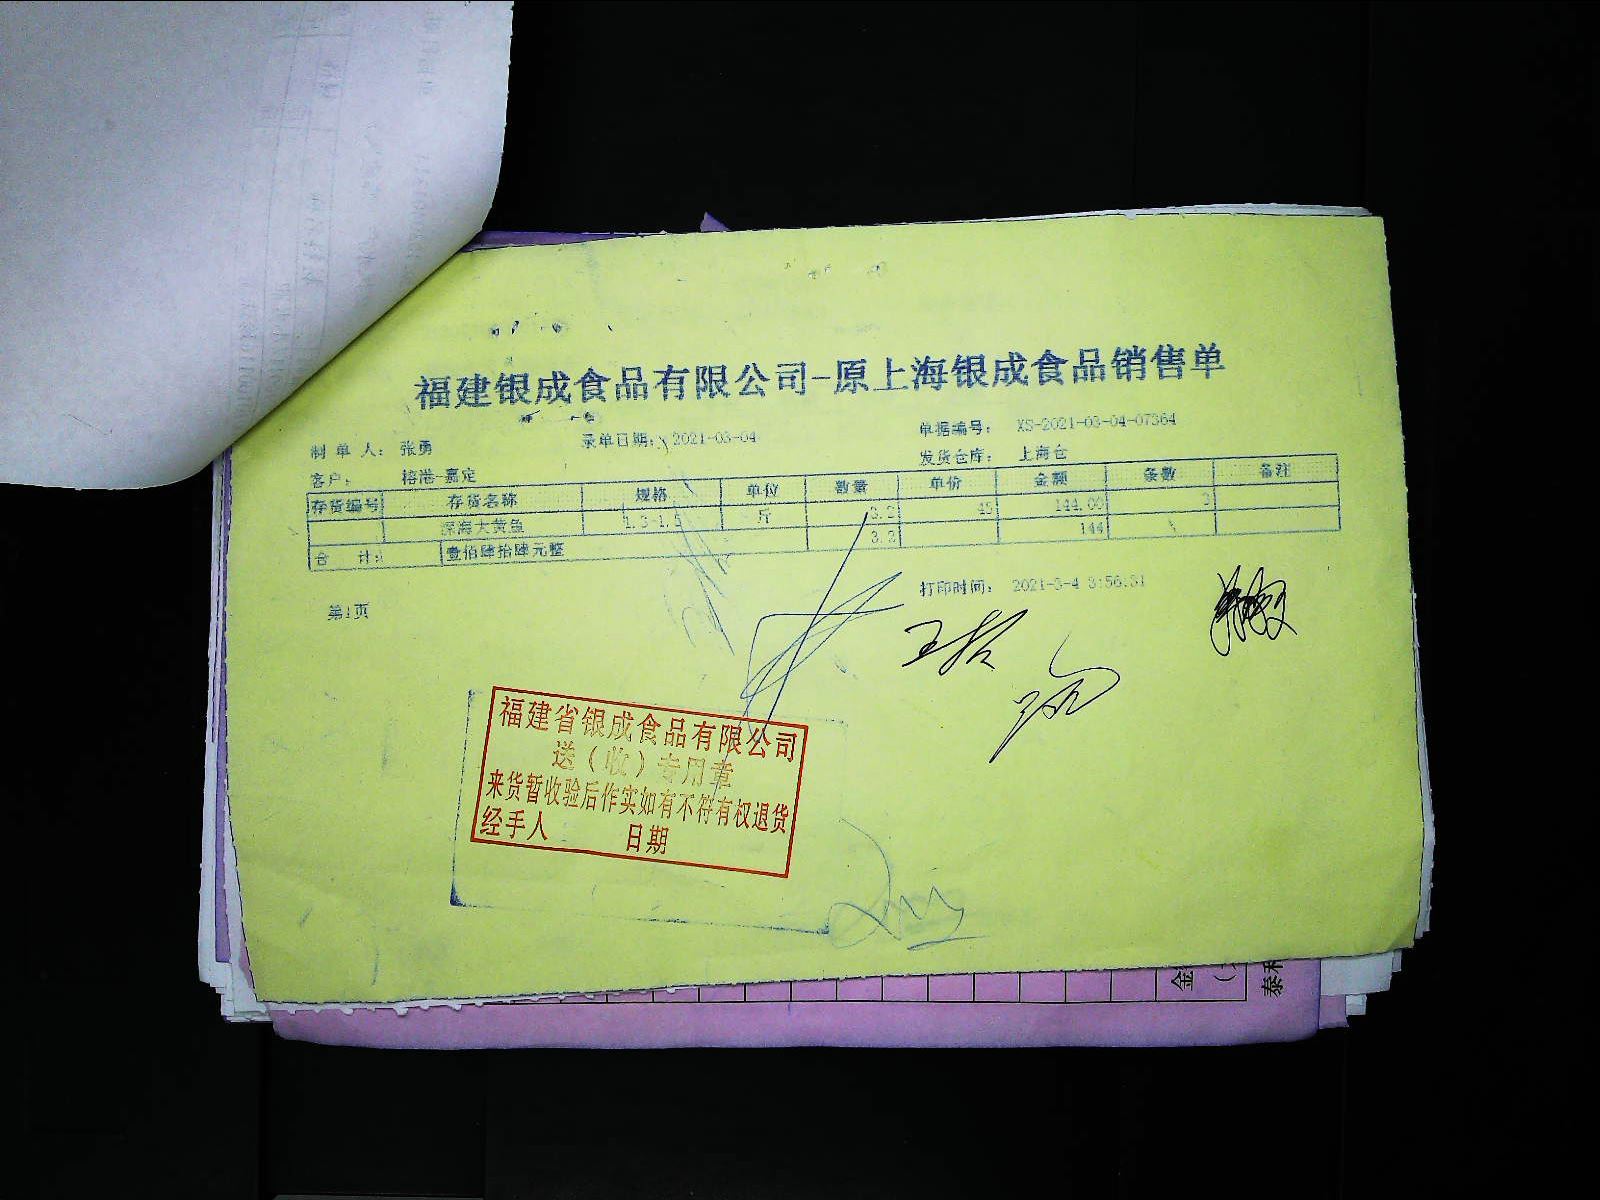 福建银成食品有限公司-原上海银成食品销售单
制单人: 张勇 录单日期: 2021-03-04 单据编号: XS-2021-03-04-07364
客户: 榕港-嘉定 发货仓库: 上海仓
存货编号 存货名称 规格 单位 数量 单价 金额 条数 备注
深海大黄鱼 1.3-1.5 斤 3.2 45 144.00 2
合计: 壹佰肆拾肆元整 3.2 144
第1页 打印时间: 2021-3-4 3:56:31
福建省银成食品有限公司
送(收)专用章
来货暂收验后作实如有不符有权退货
经手人 日期